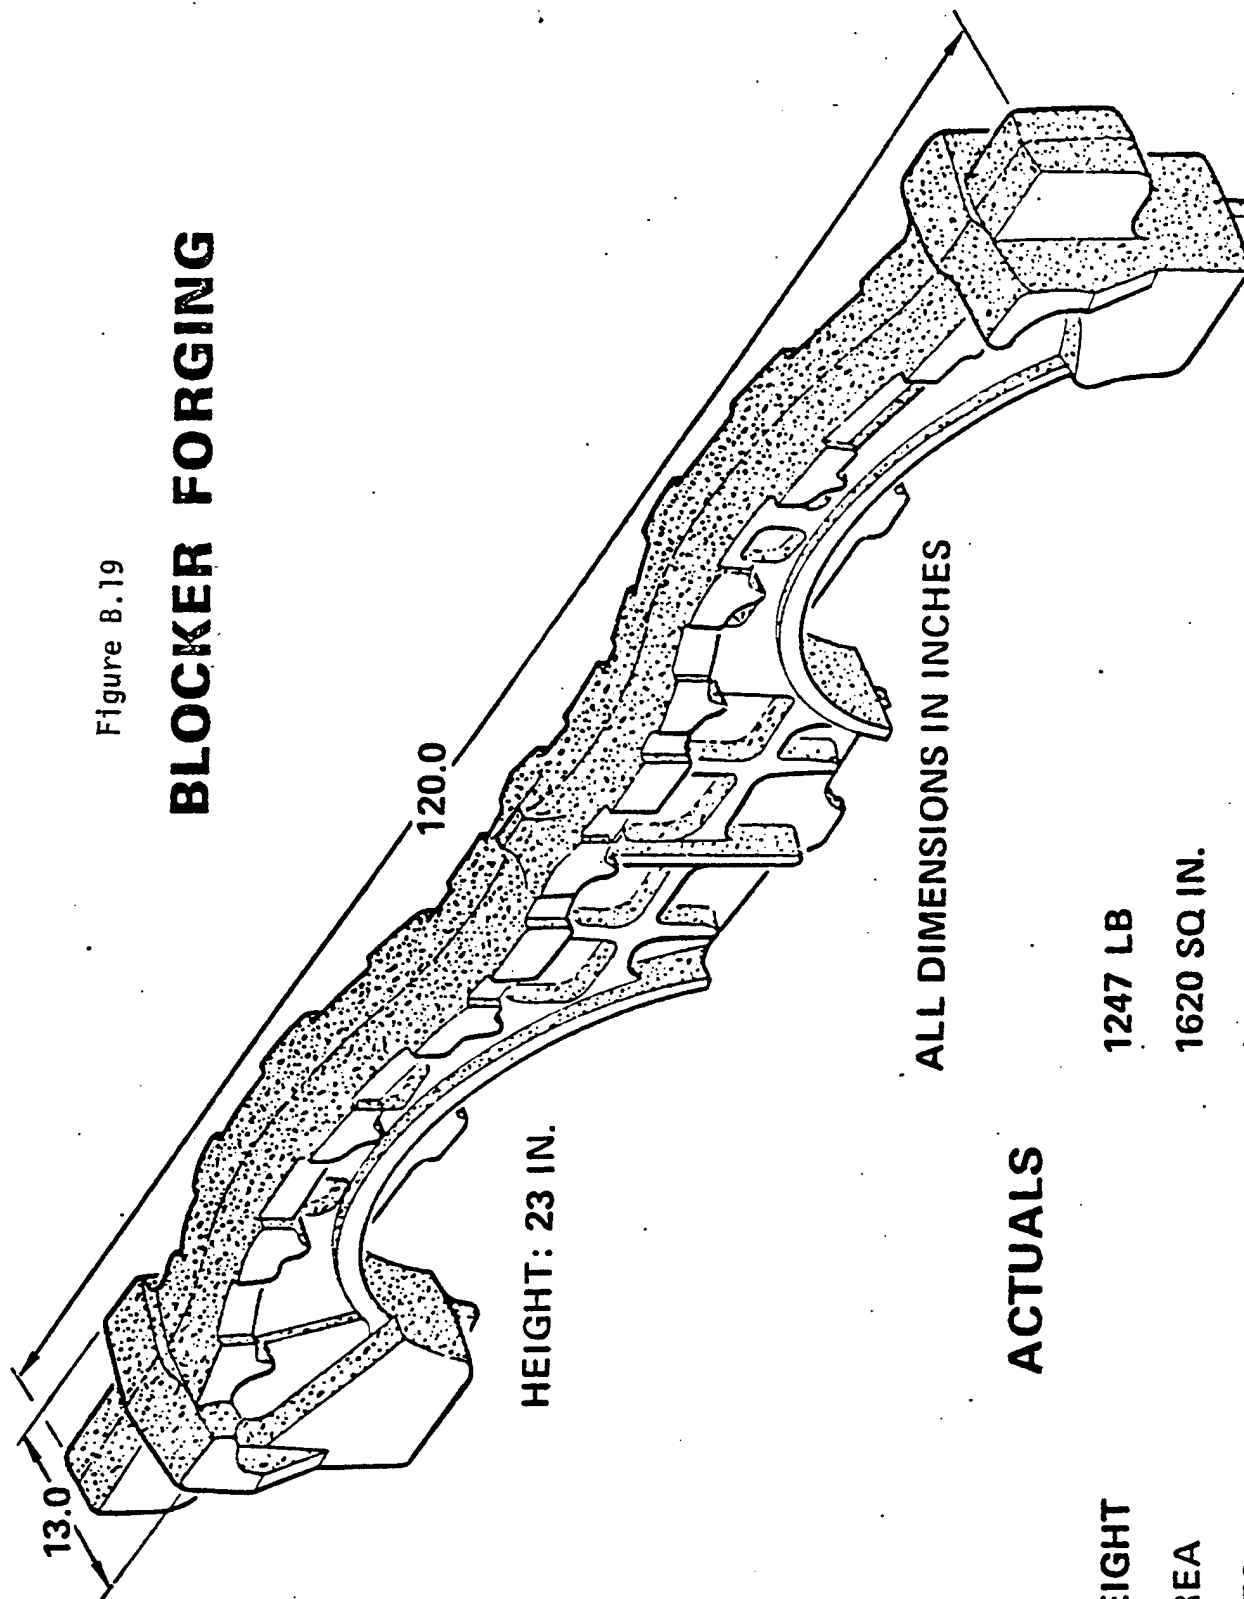 Figure B.19
BLOCKER FORGING
120.0
13.0
HEIGHT: 23 IN.
ALL DIMENSIONS IN INCHES
ACTUALS
1247 LB
1620 SQ IN.